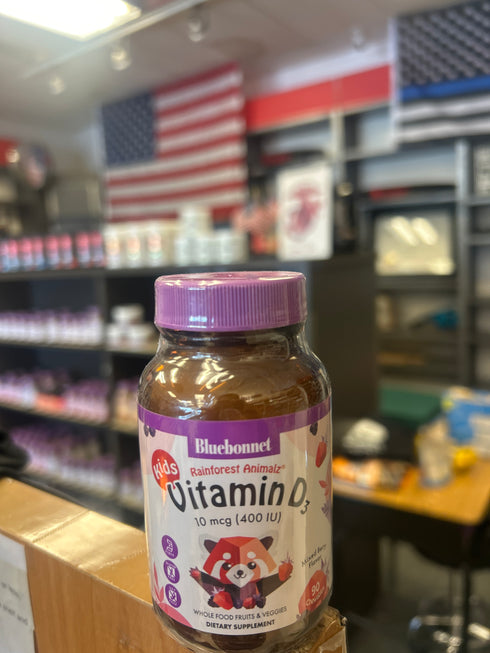 Bluebonnet
Kids
Rainforest Animalz®
Vitamin D3
10 mcg (400 IU)
Mixed Berry
Flavor
90
WHOLE FOOD FRUITS & VEGGIES
DIETARY SUPPLEMENT